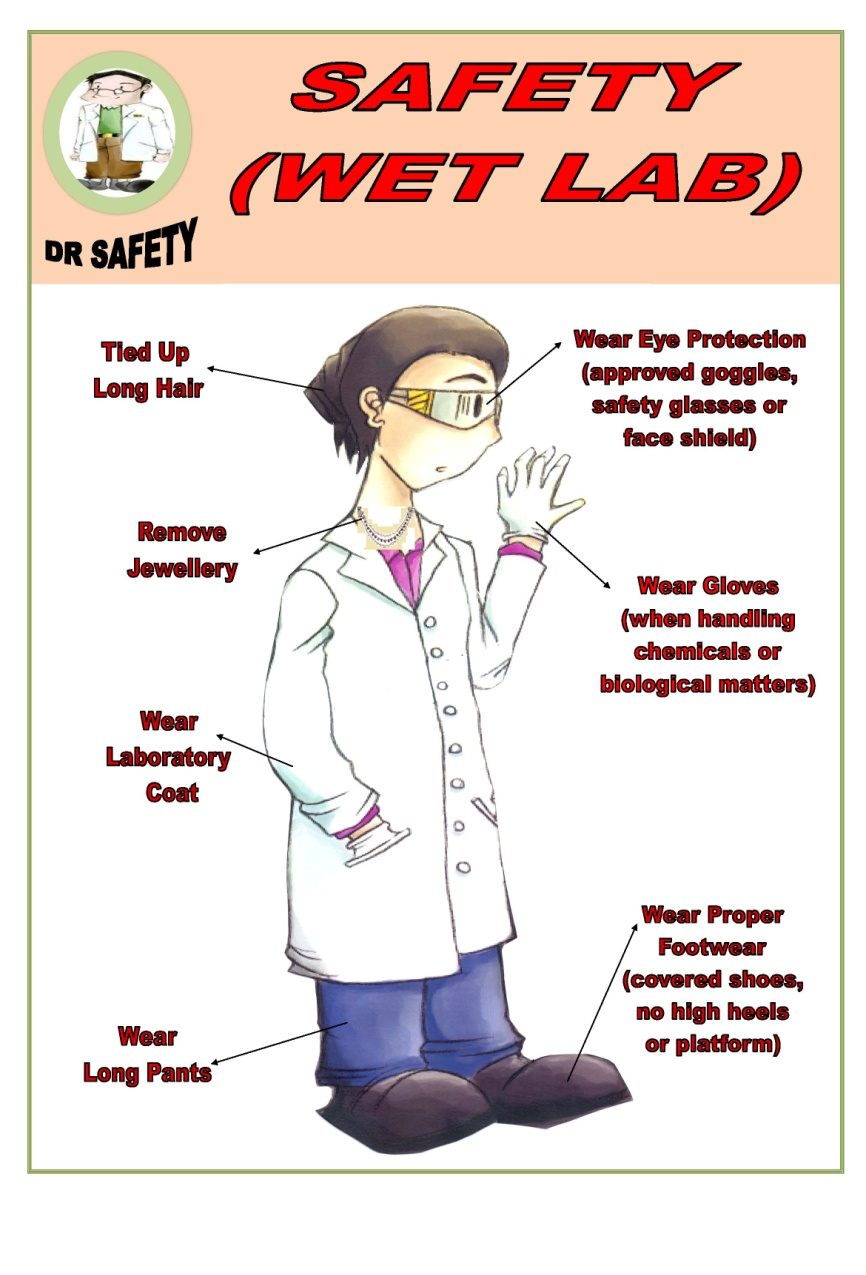 SAFETY
(WET LAB)
DR SAFETY
Tied Up
Long Hair
Wear Eye Protection
(approved goggles,
safety glasses or
face shield)
Remove
Jewellery
Wear Gloves
(when handling
chemicals or
biological matters)
Wear
Laboratory
Coat
Wear Proper
Footwear
(covered shoes,
no high heels
or platform)
Wear
Long Pants